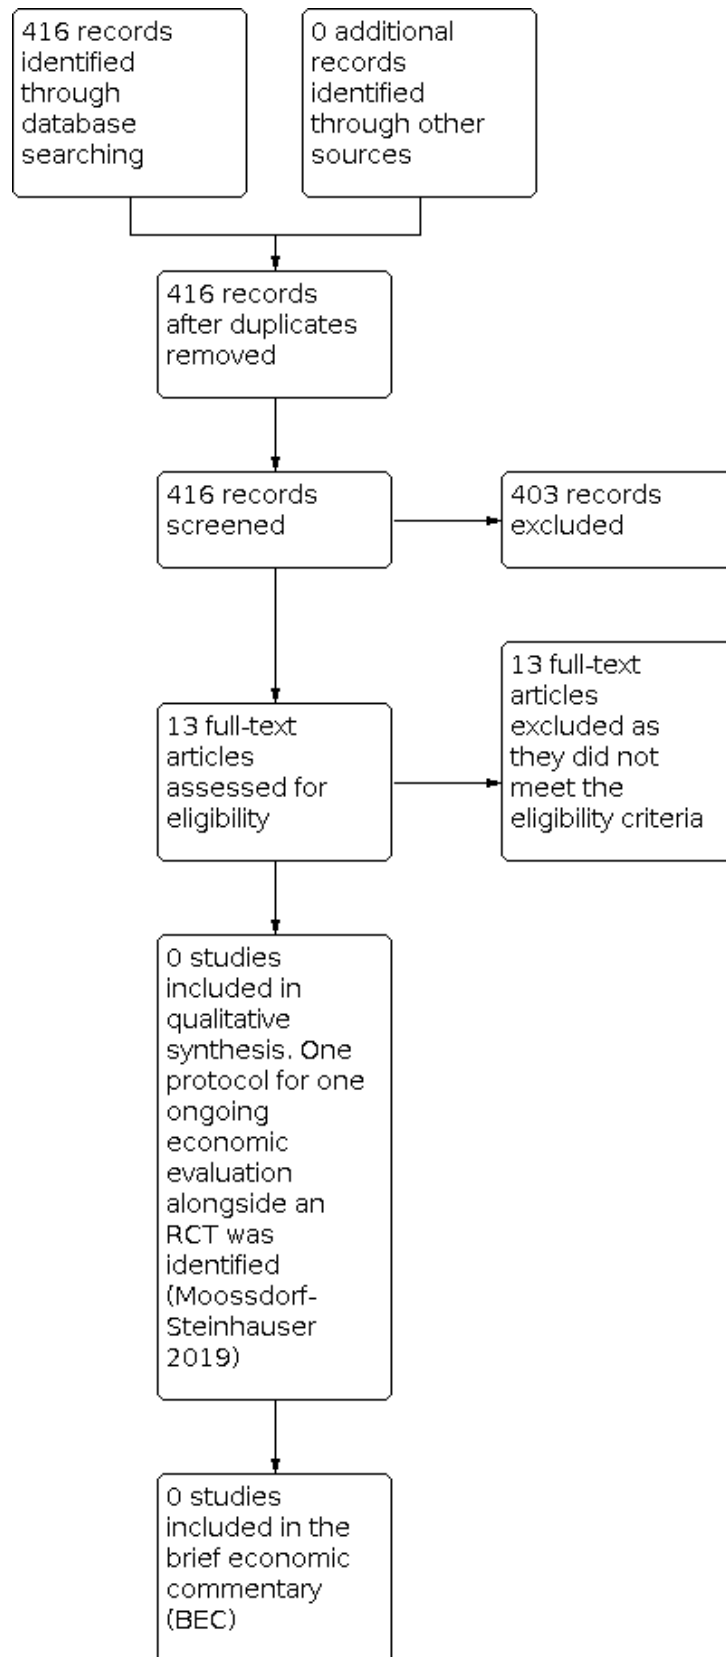 416 records
identified
through
database
searching
0 additional
records
identified
through other
sources
416 records
after duplicates
removed
416 records
screened
403 records
excluded
13 full-text
articles
assessed for
eligibility
13 full-text
articles
excluded as
they did not
meet the
eligibility criteria
0 studies
included in
qualitative
synthesis. One
protocol for one
ongoing
economic
evaluation
alongside an
RCT was
identified
(Moossdorf-
Steinhauser
2019)
0 studies
included in the
brief economic
commentary
(BEC)